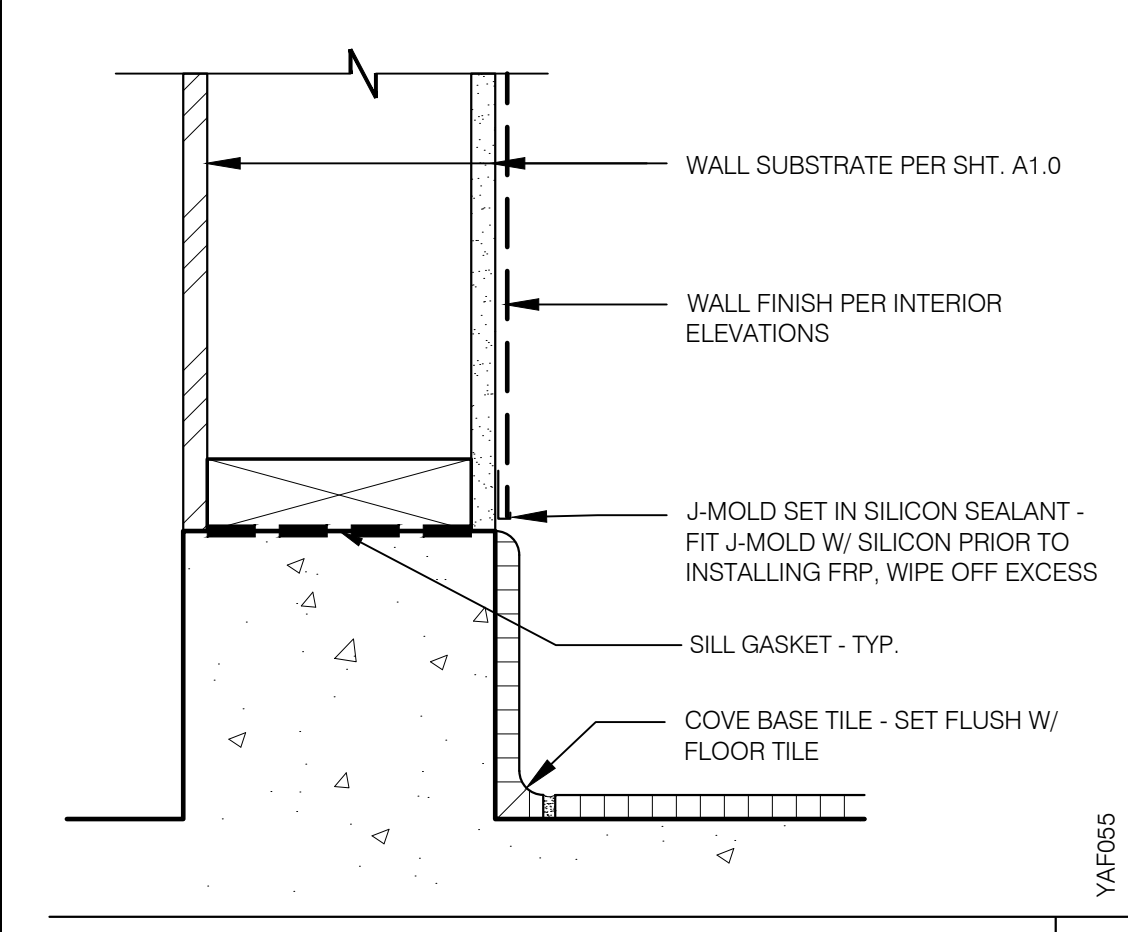 WALL SUBSTRATE PER SHT. A1.0
WALL FINISH PER INTERIOR
ELEVATIONS
J-MOLD SET IN SILICON SEALANT -
FIT J-MOLD W/ SILICON PRIOR TO
INSTALLING FRP, WIPE OFF EXCESS
SILL GASKET - TYP.
COVE BASE TILE - SET FLUSH W/
FLOOR TILE
YAF055